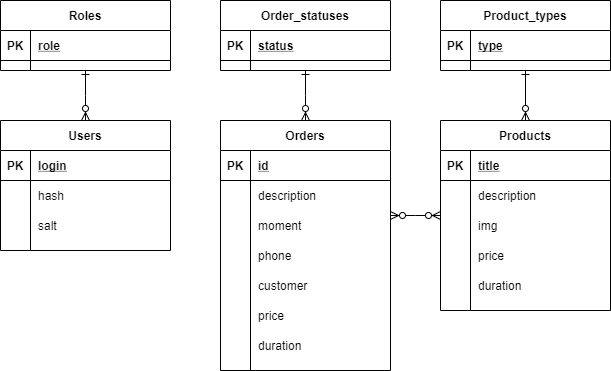 Roles
PK role
Order_statuses
PK status
Product_types
PK type
Users
PK login
hash
salt
Orders
PK id
description
moment
phone
customer
price
duration
Products
PK title
description
img
price
duration